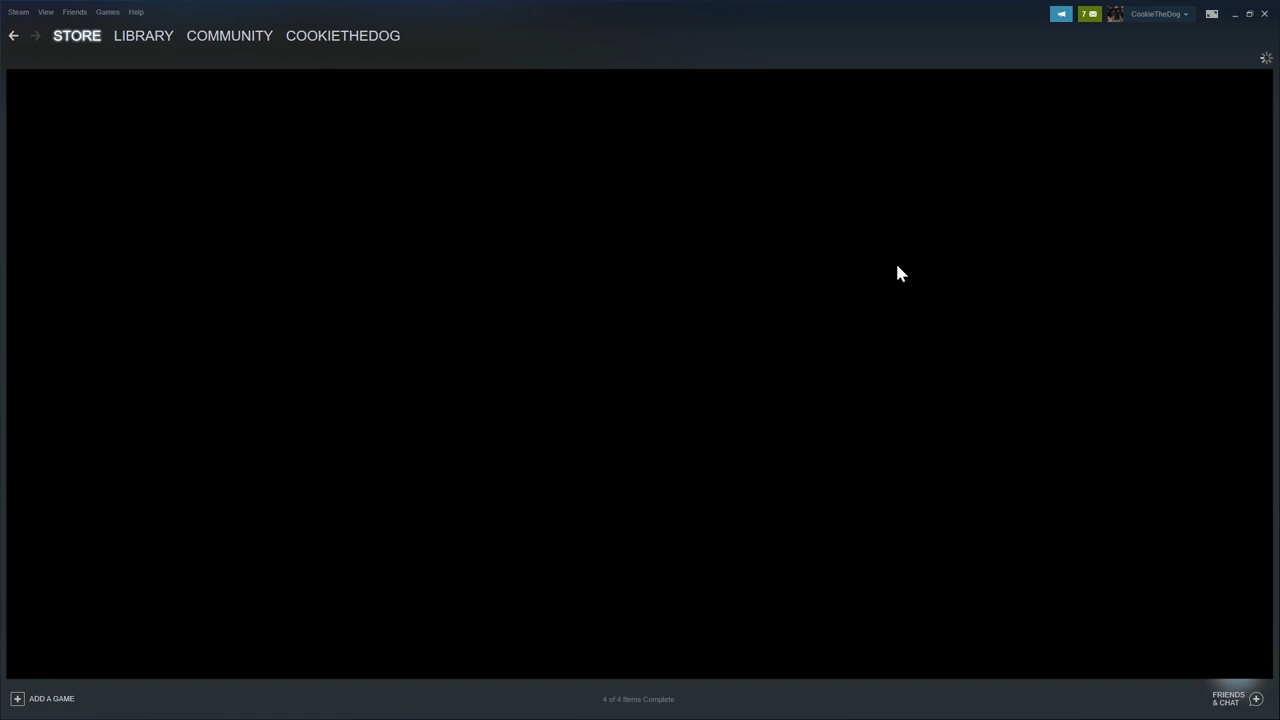 Steam View Friends Games Help
7 CookieTheDog
STORE LIBRARY COMMUNITY COOKIETHEDOG
ADD A GAME
4 of 4 Items Complete
FRIENDS
& CHAT